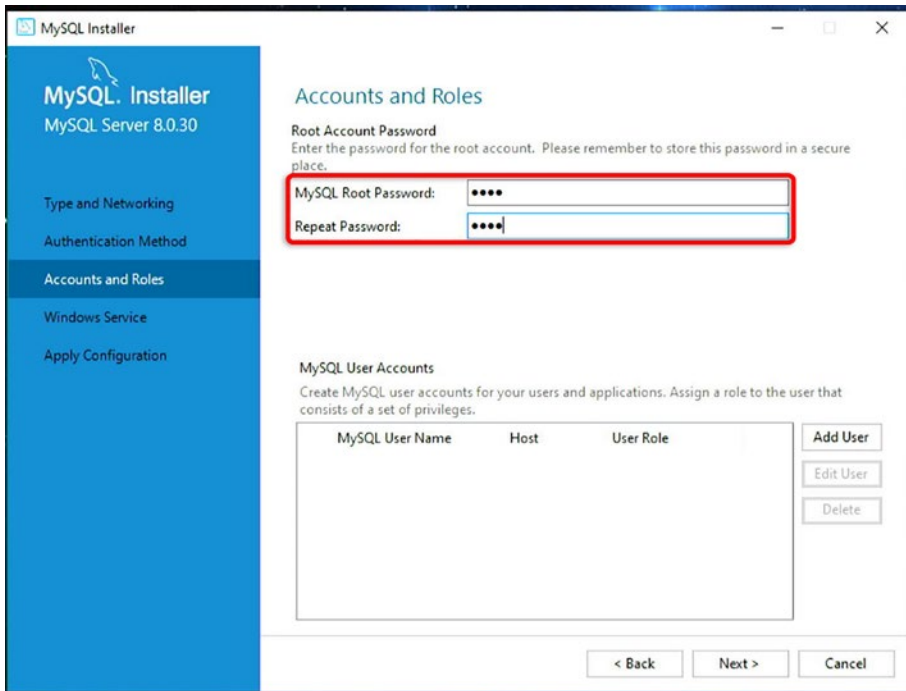 MySQL Installer
MySQL. Installer
MySQL Server 8.0.30
Type and Networking
Authentication Method
Accounts and Roles
Windows Service
Apply Configuration
Accounts and Roles
Root Account Password
Enter the password for the root account. Please remember to store this password in a secure
place.
MySQL Root Password: ●●●●
Repeat Password: ●●●●
MySQL User Accounts
Create MySQL user accounts for your users and applications. Assign a role to the user that
consists of a set of privileges.
MySQL User Name Host User Role
Add User
Edit User
Delete
< Back Next > Cancel